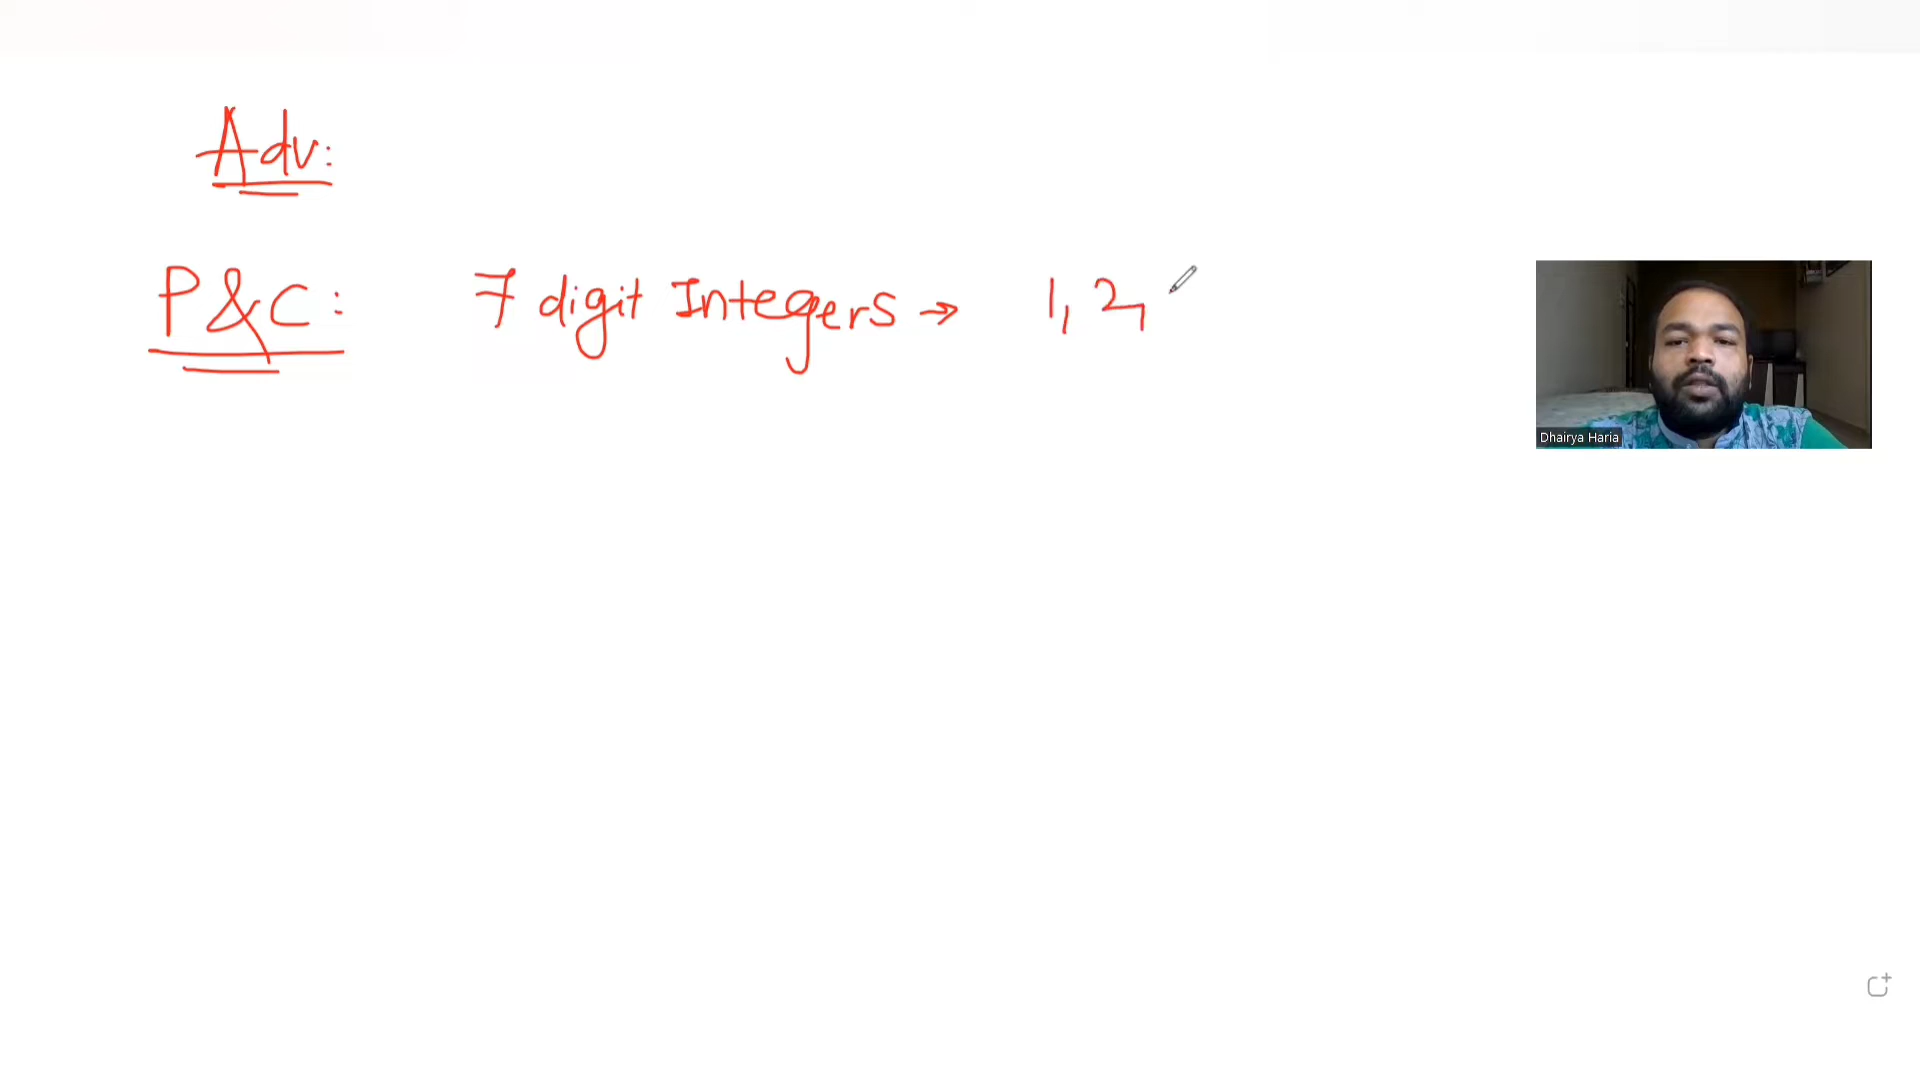 Adv:
P&C: 7 digit Integers → 1, 2,
Dhairya Haria